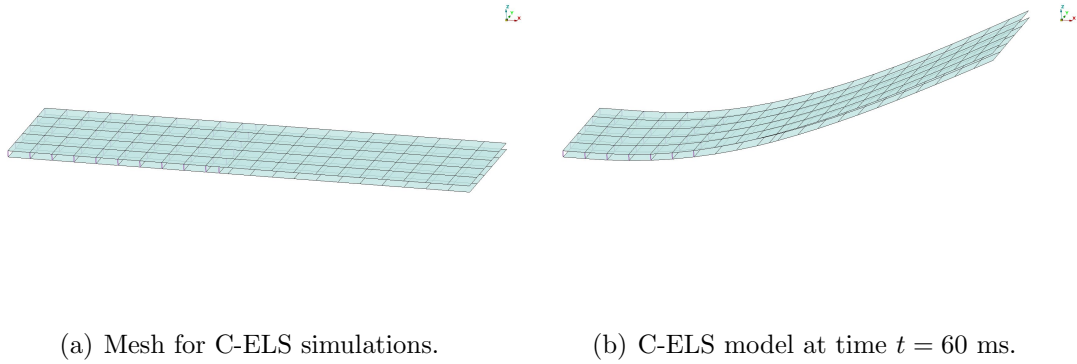 Z Y X
Z Y X
(a) Mesh for C-ELS simulations.
(b) C-ELS model at time t = 60 ms.